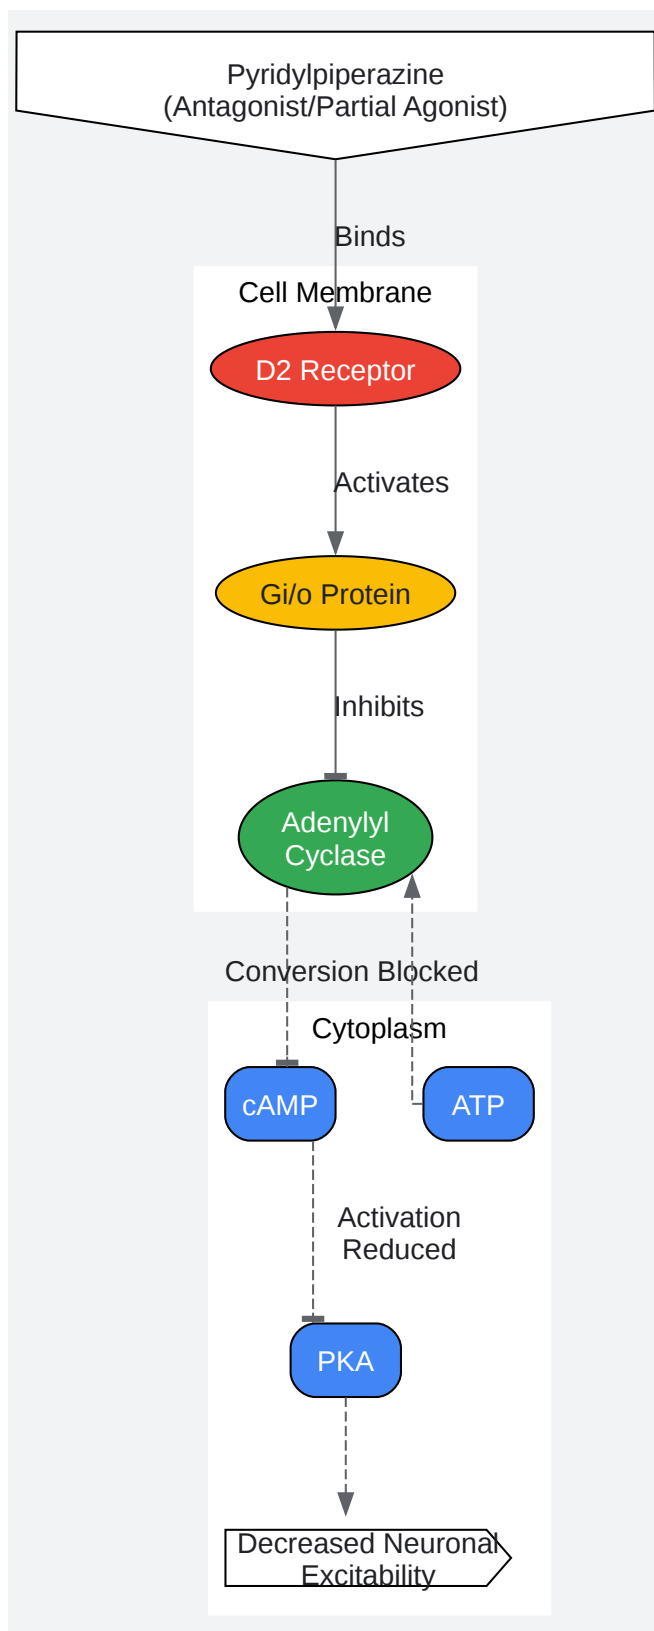 Pyridylpiperazine
(Antagonist/Partial Agonist)
Binds
Cell Membrane
D2 Receptor
Activates
Gi/o Protein
Inhibits
Adenylyl
Cyclase
Conversion Blocked
Cytoplasm
cAMP
ATP
Activation
Reduced
PKA
Decreased Neuronal
Excitability